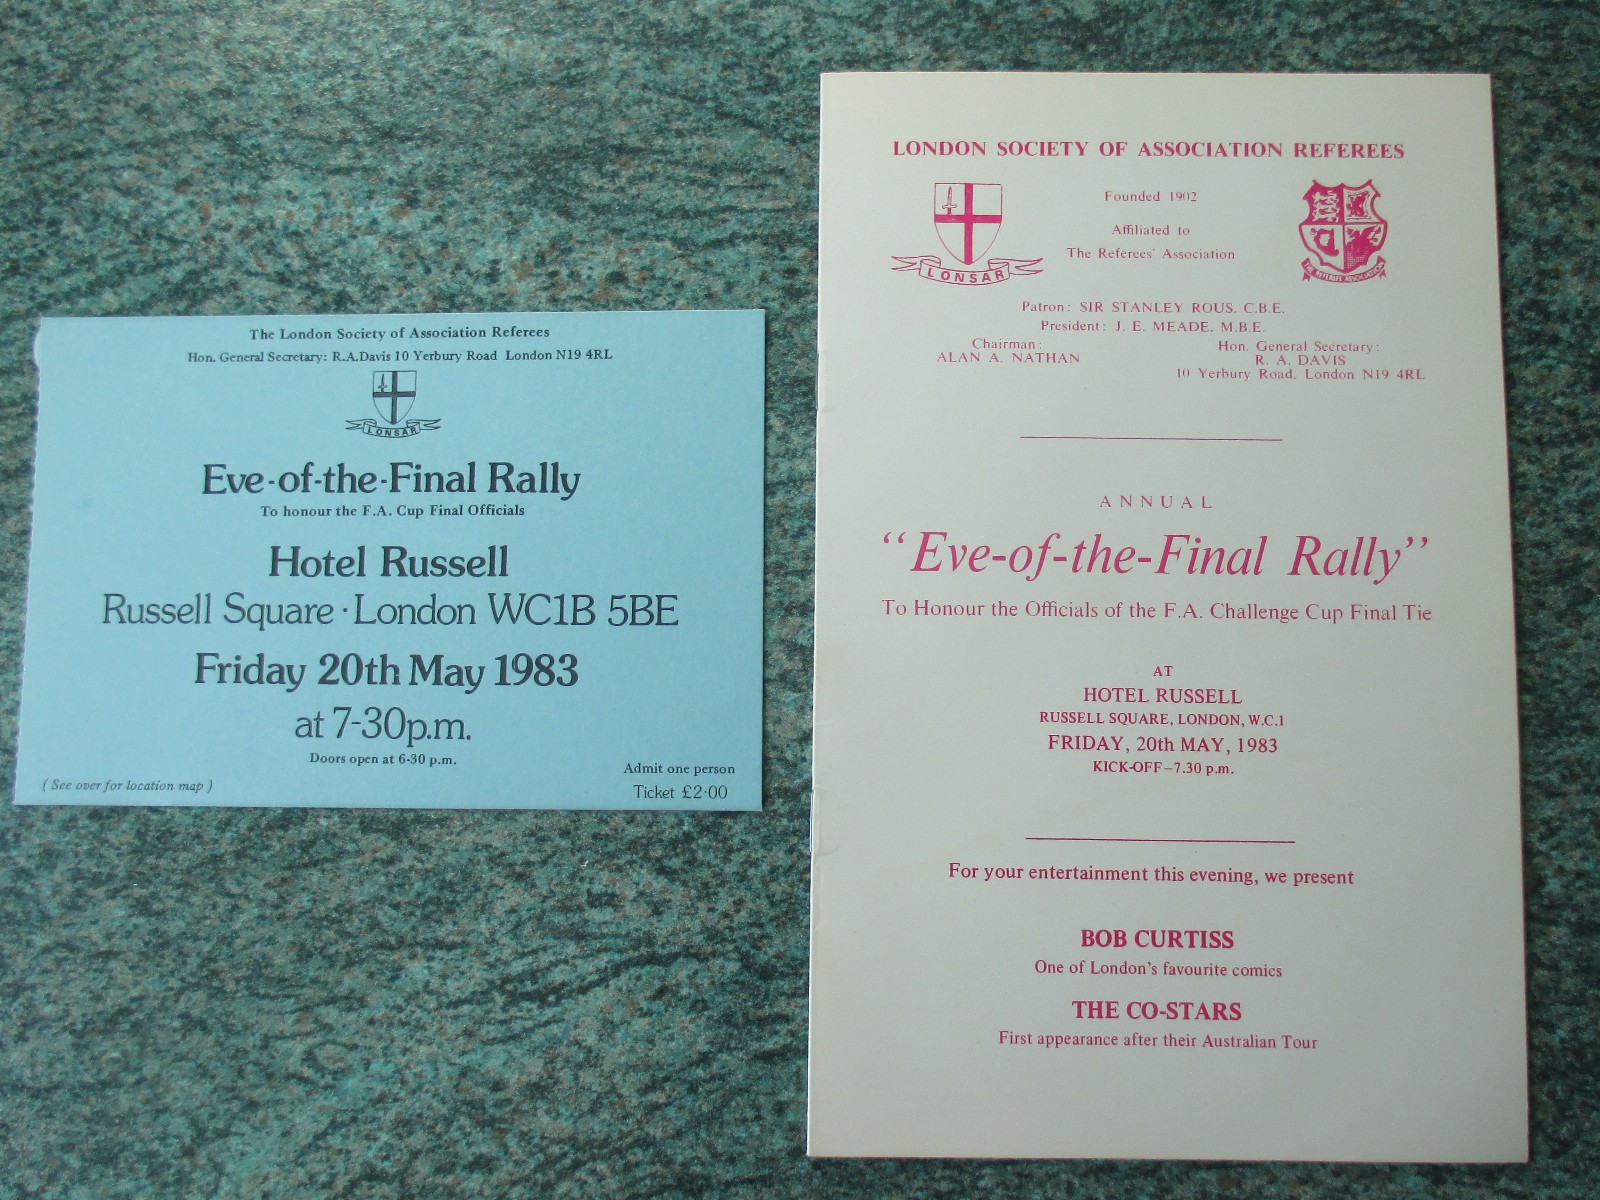 The London Society of Association Referees
Hon. General Secretary: R.A.Davis 10 Yerbury Road London N19 4RL
LONSAR
Eve-of-the-Final Rally
To honour the F.A. Cup Final Officials
Hotel Russell
Russell Square · London WC1B 5BE
Friday 20th May 1983
at 7-30p.m.
Doors open at 6-30 p.m.
(See over for location map)
Admit one person
Ticket £2·00
LONDON SOCIETY OF ASSOCIATION REFEREES
Founded 1902
Affiliated to
The Referees' Association
LONSAR
THE REFEREES ASSOCIATION
Patron: SIR STANLEY ROUS, C.B.E.
President: J. E. MEADE, M.B.E.
Chairman:
ALAN A. NATHAN
Hon. General Secretary:
R. A. DAVIS
10 Yerbury Road, London N19 4RL
ANNUAL
"Eve-of-the-Final Rally"
To Honour the Officials of the F.A. Challenge Cup Final Tie
AT
HOTEL RUSSELL
RUSSELL SQUARE, LONDON, W.C.1
FRIDAY, 20th MAY, 1983
KICK-OFF–7.30 p.m.
For your entertainment this evening, we present
BOB CURTISS
One of London's favourite comics
THE CO-STARS
First appearance after their Australian Tour